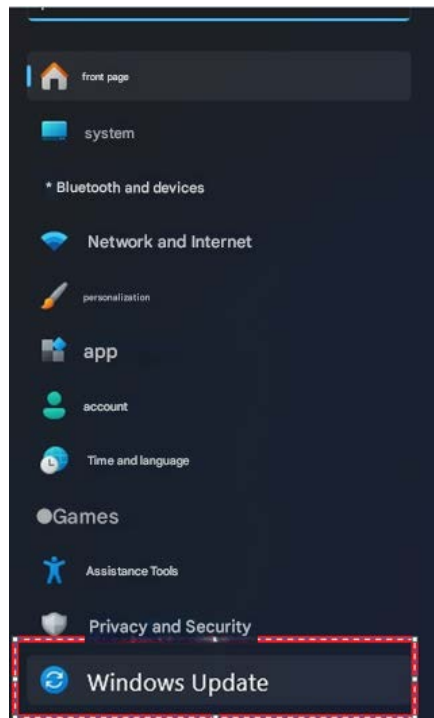 front page
system
* Bluetooth and devices
Network and Internet
personalization
app
account
Time and language
●Games
Assistance Tools
Privacy and Security
Windows Update